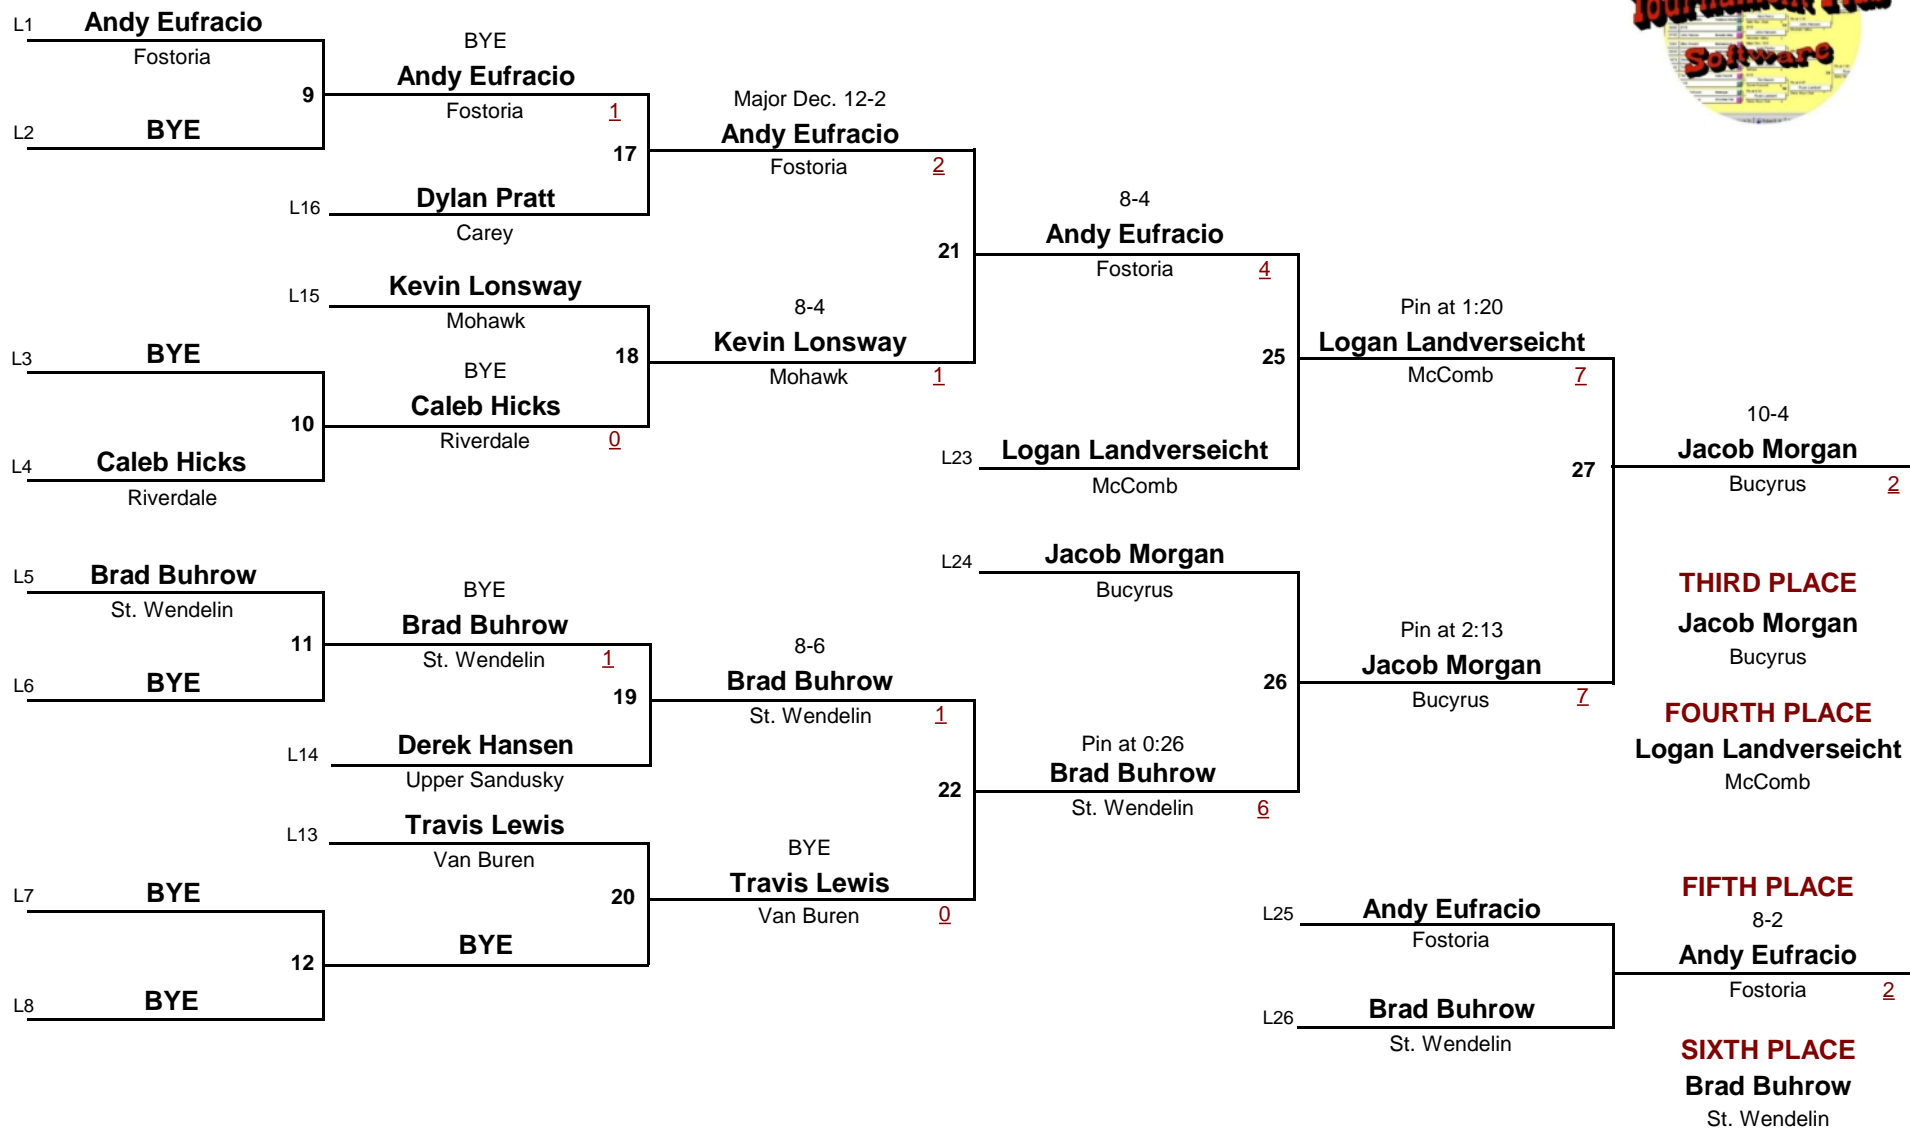 Tournament Plus
Software
L1
Andy Eufracio
Fostoria
9
L2
BYE
BYE
Andy Eufracio
Fostoria
1
17
L16
Dylan Pratt
Carey
Major Dec. 12-2
Andy Eufracio
Fostoria
2
21
L15
Kevin Lonsway
Mohawk
18
L3
BYE
10
BYE
Caleb Hicks
Riverdale
0
L4
Caleb Hicks
Riverdale
8-4
Kevin Lonsway
Mohawk
1
8-4
Andy Eufracio
Fostoria
4
25
L23
Logan Landverseicht
McComb
Pin at 1:20
Logan Landverseicht
McComb
7
27
10-4
Jacob Morgan
Bucyrus
2
L5
Brad Buhrow
St. Wendelin
11
L6
BYE
BYE
Brad Buhrow
St. Wendelin
1
19
L14
Derek Hansen
Upper Sandusky
8-6
Brad Buhrow
St. Wendelin
1
22
L13
Travis Lewis
Van Buren
20
L7
BYE
12
BYE
L8
BYE
BYE
Travis Lewis
Van Buren
0
L24
Jacob Morgan
Bucyrus
26
Pin at 0:26
Brad Buhrow
St. Wendelin
6
Pin at 2:13
Jacob Morgan
Bucyrus
7
THIRD PLACE
Jacob Morgan
Bucyrus
FOURTH PLACE
Logan Landverseicht
McComb
L25
Andy Eufracio
Fostoria
L26
Brad Buhrow
St. Wendelin
FIFTH PLACE
8-2
Andy Eufracio
Fostoria
2
SIXTH PLACE
Brad Buhrow
St. Wendelin